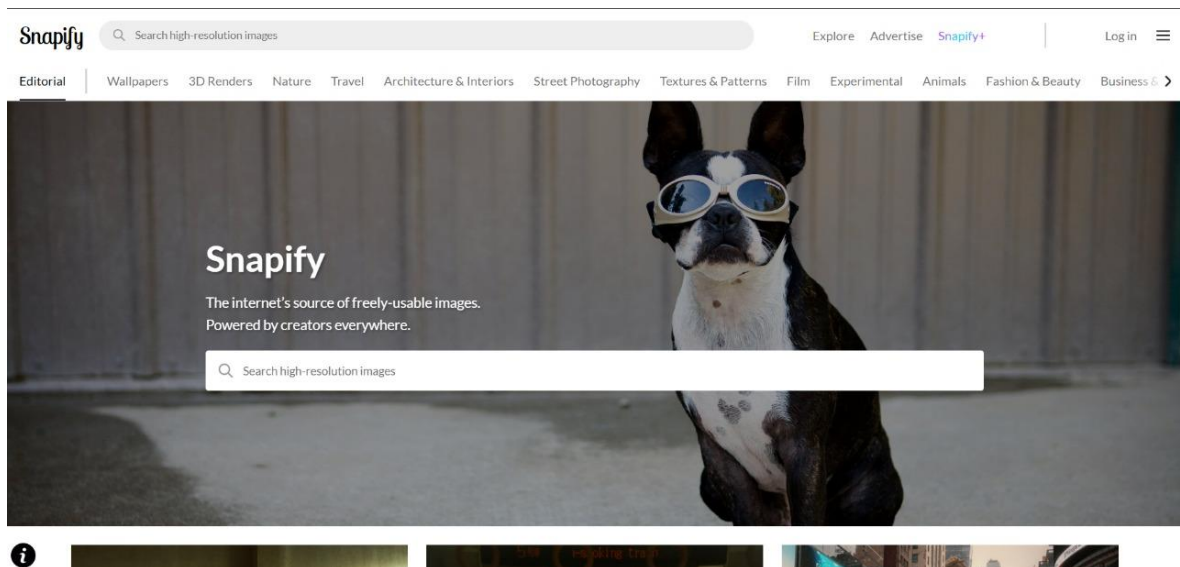 Snapify
Search high-resolution images
Explore Advertise Snapify+ Log in
Editorial Wallpapers 3D Renders Nature Travel Architecture & Interiors Street Photography Textures & Patterns Film Experimental Animals Fashion & Beauty Business &
Snapify
The internet's source of freely-usable images.
Powered by creators everywhere.
Search high-resolution images
i